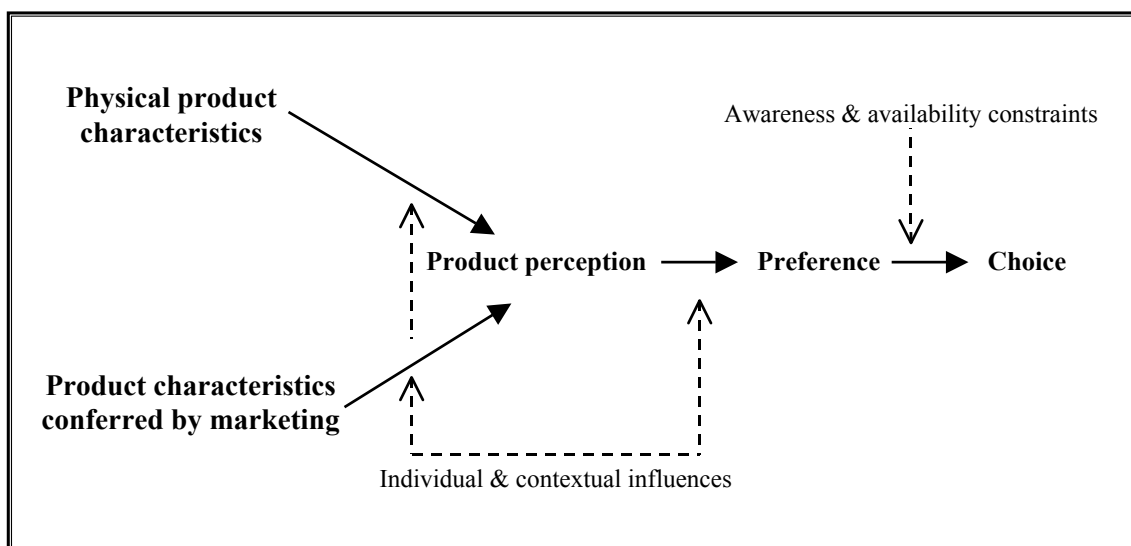 Physical product
characteristics
Awareness & availability constraints
Product perception
Preference
Choice
Product characteristics
conferred by marketing
Individual & contextual influences